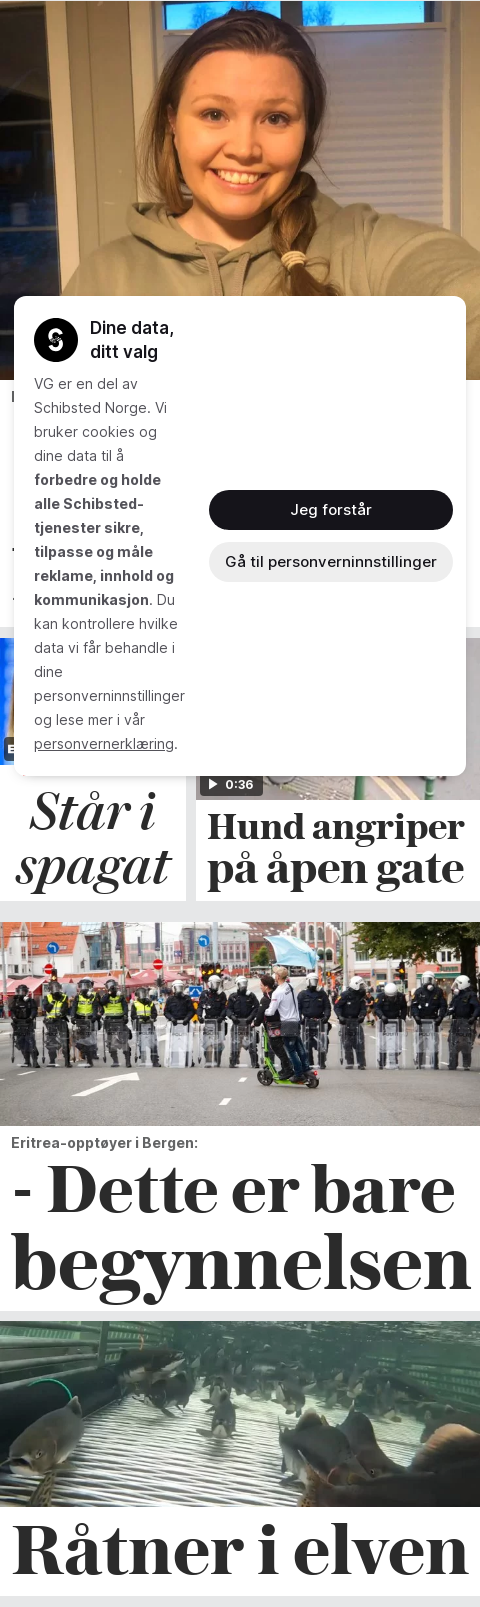 Dine data,
ditt valg
VG er en del av
Schibsted Norge. Vi
bruker cookies og
dine data til å
forbedre og holde
alle Schibsted-
tjenester sikre,
tilpasse og måle
reklame, innhold og
kommunikasjon. Du
kan kontrollere hvilke
data vi får behandle i
dine
personverninnstillinger
og lese mer i vår
personvernerklæring.
Jeg forstår
Gå til personverninnstillinger
0:36
Står i
spagat
Hund angriper
på åpen gate
Eritrea-opptøyer i Bergen:
- Dette er bare
begynnelsen
Råtner i elven